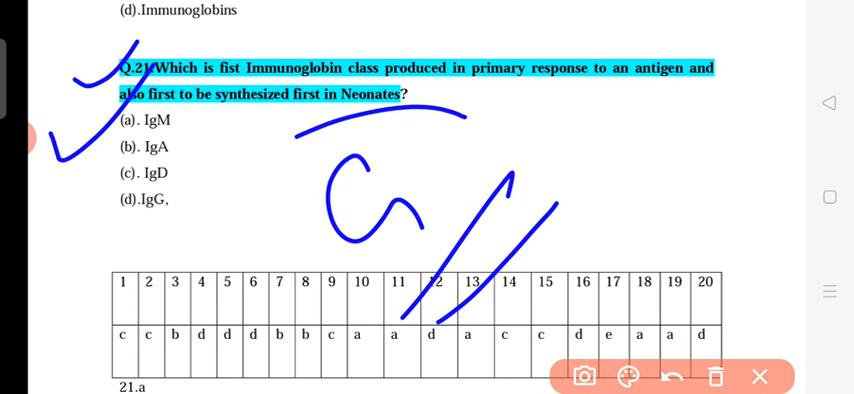 (d).Immunoglobins
Q.21.Which is fist Immunoglobin class produced in primary response to an antigen and
also first to be synthesized first in Neonates?
(a). IgM
(b). IgA
(c). IgD
(d).IgG,
1 2 3 4 5 6 7 8 9 10 11 12 13 14 15 16 17 18 19 20
c c b d d d b b c a a d a c c d e a a d
21.a